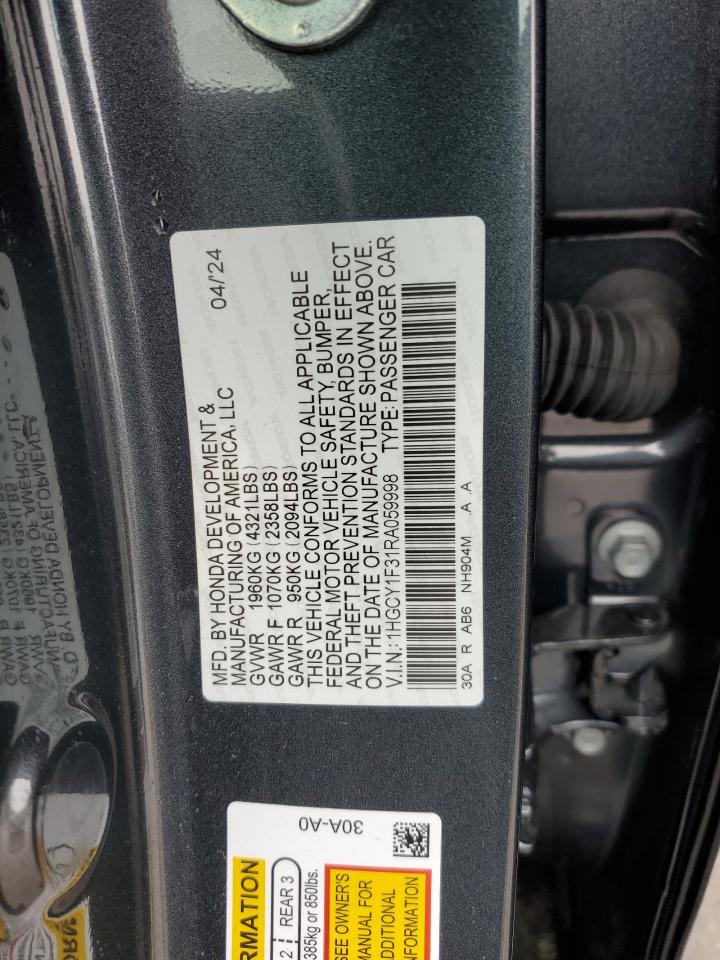 04/'24
MFD. BY HONDA DEVELOPMENT &
MANUFACTURING OF AMERICA, LLC
GVWR 1960KG (4321LBS)
GAWR F 1070KG (2358LBS)
GAWR R 950KG (2094LBS)
THIS VEHICLE CONFORMS TO ALL APPLICABLE
FEDERAL MOTOR VEHICLE SAFETY, BUMPER,
AND THEFT PREVENTION STANDARDS IN EFFECT
ON THE DATE OF MANUFACTURE SHOWN ABOVE.
V.I.N.: 1HGCY1F31RA059998 TYPE:PASSENGER CAR
30A R AB6 NH904M A A
30A-A0
REAR 3
385kg or 850lbs.
SEE OWNER'S
MANUAL FOR
INFORMATION